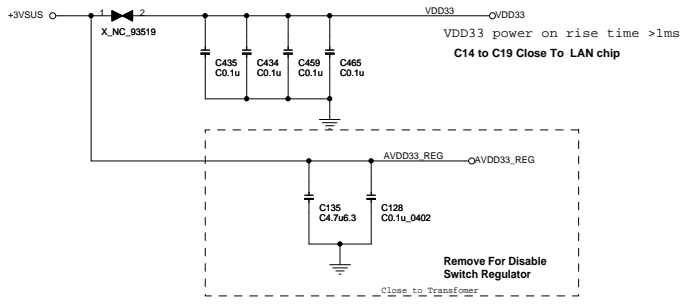 +3VSUS
1 2
X_NC_93519
VDD33
VDD33
VDD33 power on rise time >1ms
C14 to C19 Close To LAN chip
C435
C0.1u
C434
C0.1u
C459
C0.1u
C465
C0.1u
AVDD33_REG
AVDD33_REG
C135
C4.7u6.3
C128
C0.1u_0402
Remove For Disable
Switch Regulator
Close to Transfomer